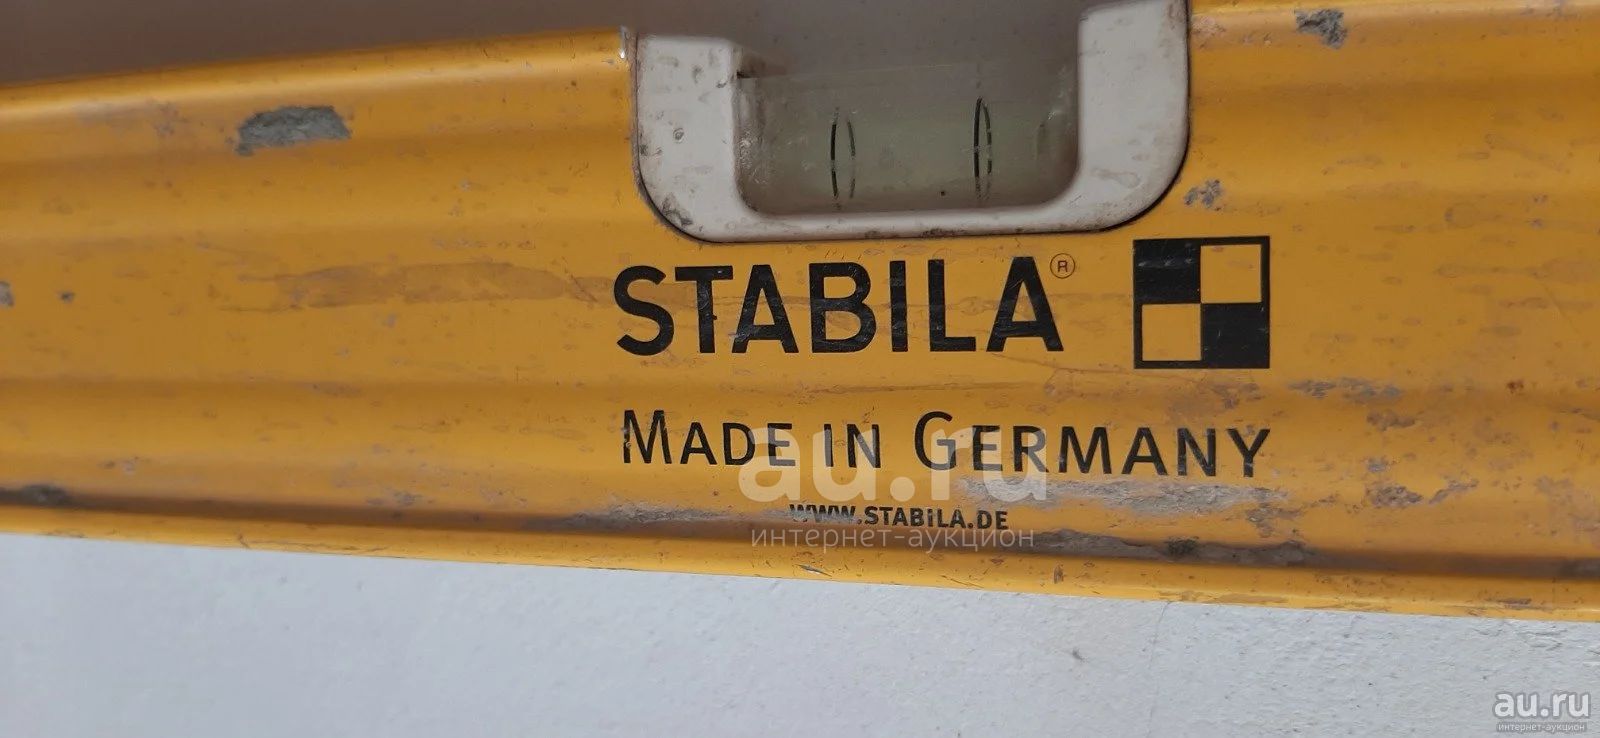 STABILA®
MADE IN GERMANY
au.ru
WWW.STABILA.DE
интернет-аукцион
au.ru
интернет-аукцион